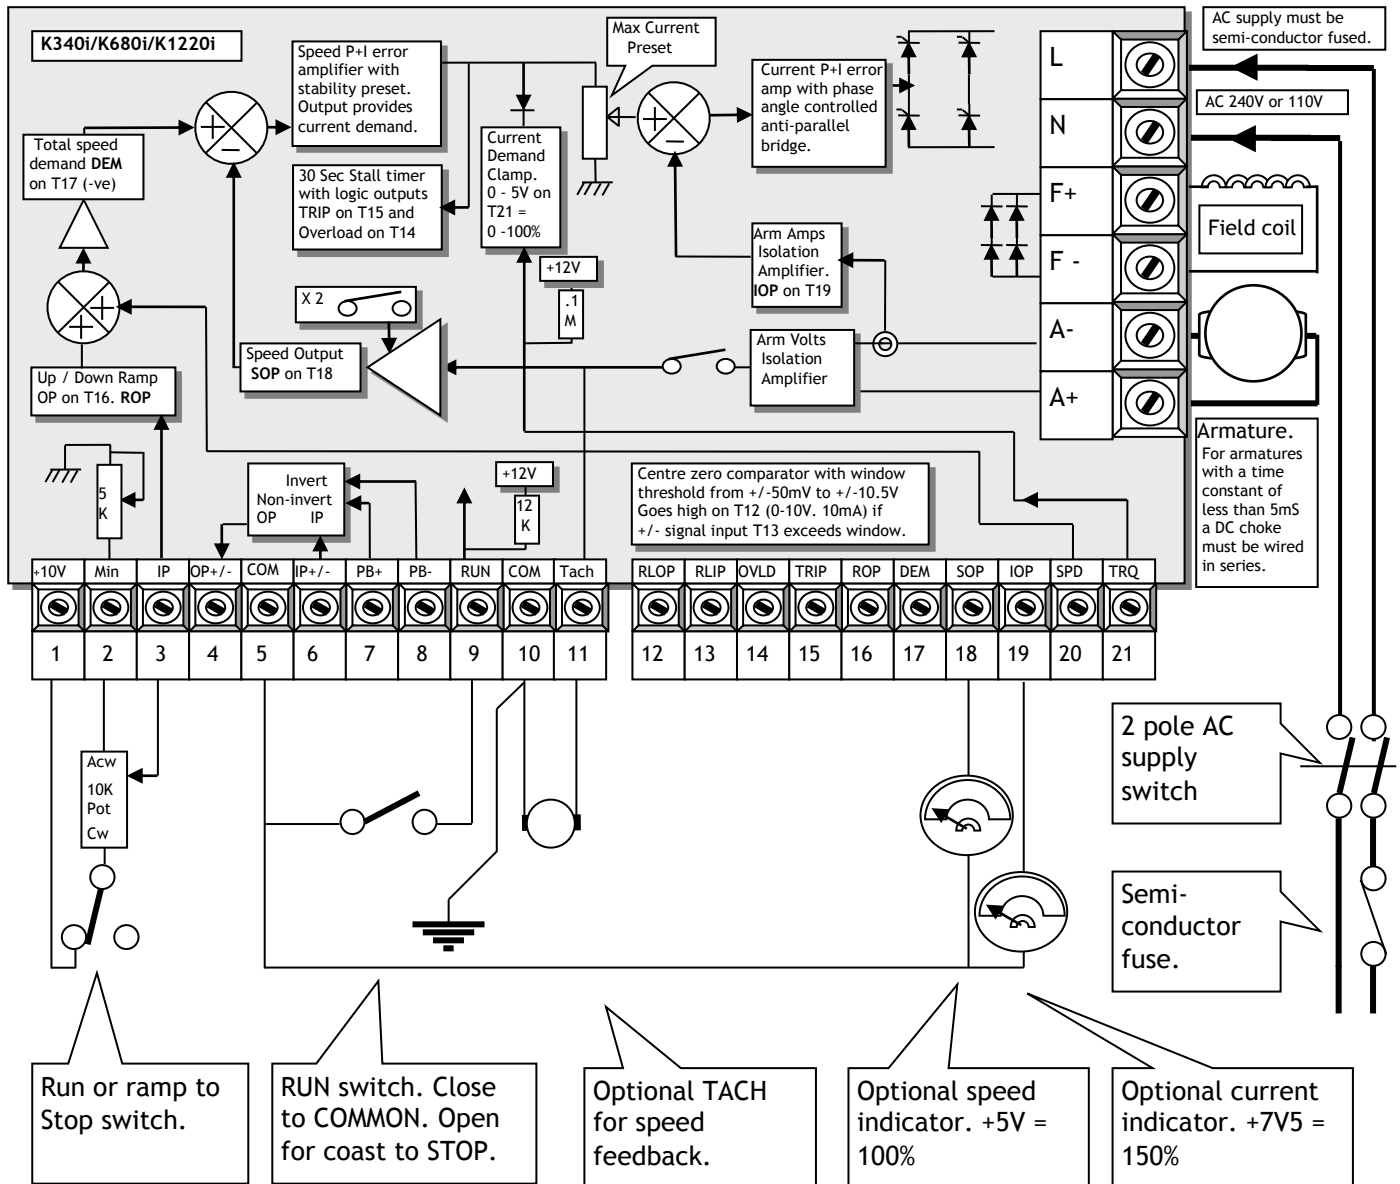 K340i/K680i/K1220i
Speed P+I error
amplifier with
stability preset.
Output provides
current demand.
Max Current
Preset
Current P+I error
amp with phase
angle controlled
anti-parallel
bridge.
AC supply must be
semi-conductor fused.
AC 240V or 110V
L
N
F+
F -
A-
A+
Field coil
+
−
Total speed
demand DEM
on T17 (-ve)
30 Sec Stall timer
with logic outputs
TRIP on T15 and
Overload on T14
Current
Demand
Clamp.
0 - 5V on
T21 =
0 -100%
+
−
+12V
.1
M
Arm Amps
Isolation
Amplifier.
IOP on T19
Arm Volts
Isolation
Amplifier
X 2
Speed Output
SOP on T18
+
+
Up / Down Ramp
OP on T16. ROP
5
K
Invert
Non-invert
OP IP
+12V
12
K
Centre zero comparator with window
threshold from +/-50mV to +/-10.5V
Goes high on T12 (0-10V. 10mA) if
+/- signal input T13 exceeds window.
Armature.
For armatures
with a time
constant of
less than 5mS
a DC choke
must be wired
in series.
+10V Min IP OP+/- COM IP+/- PB+ PB- RUN COM Tach
RLOP RLIP OVLD TRIP ROP DEM SOP IOP SPD TRQ
1 2 3 4 5 6 7 8 9 10 11
12 13 14 15 16 17 18 19 20 21
Acw
10K
Pot
Cw
2 pole AC
supply
switch
Semi-
conductor
fuse.
Run or ramp to
Stop switch.
RUN switch. Close
to COMMON. Open
for coast to STOP.
Optional TACH
for speed
feedback.
Optional speed
indicator. +5V =
100%
Optional current
indicator. +7V5 =
150%